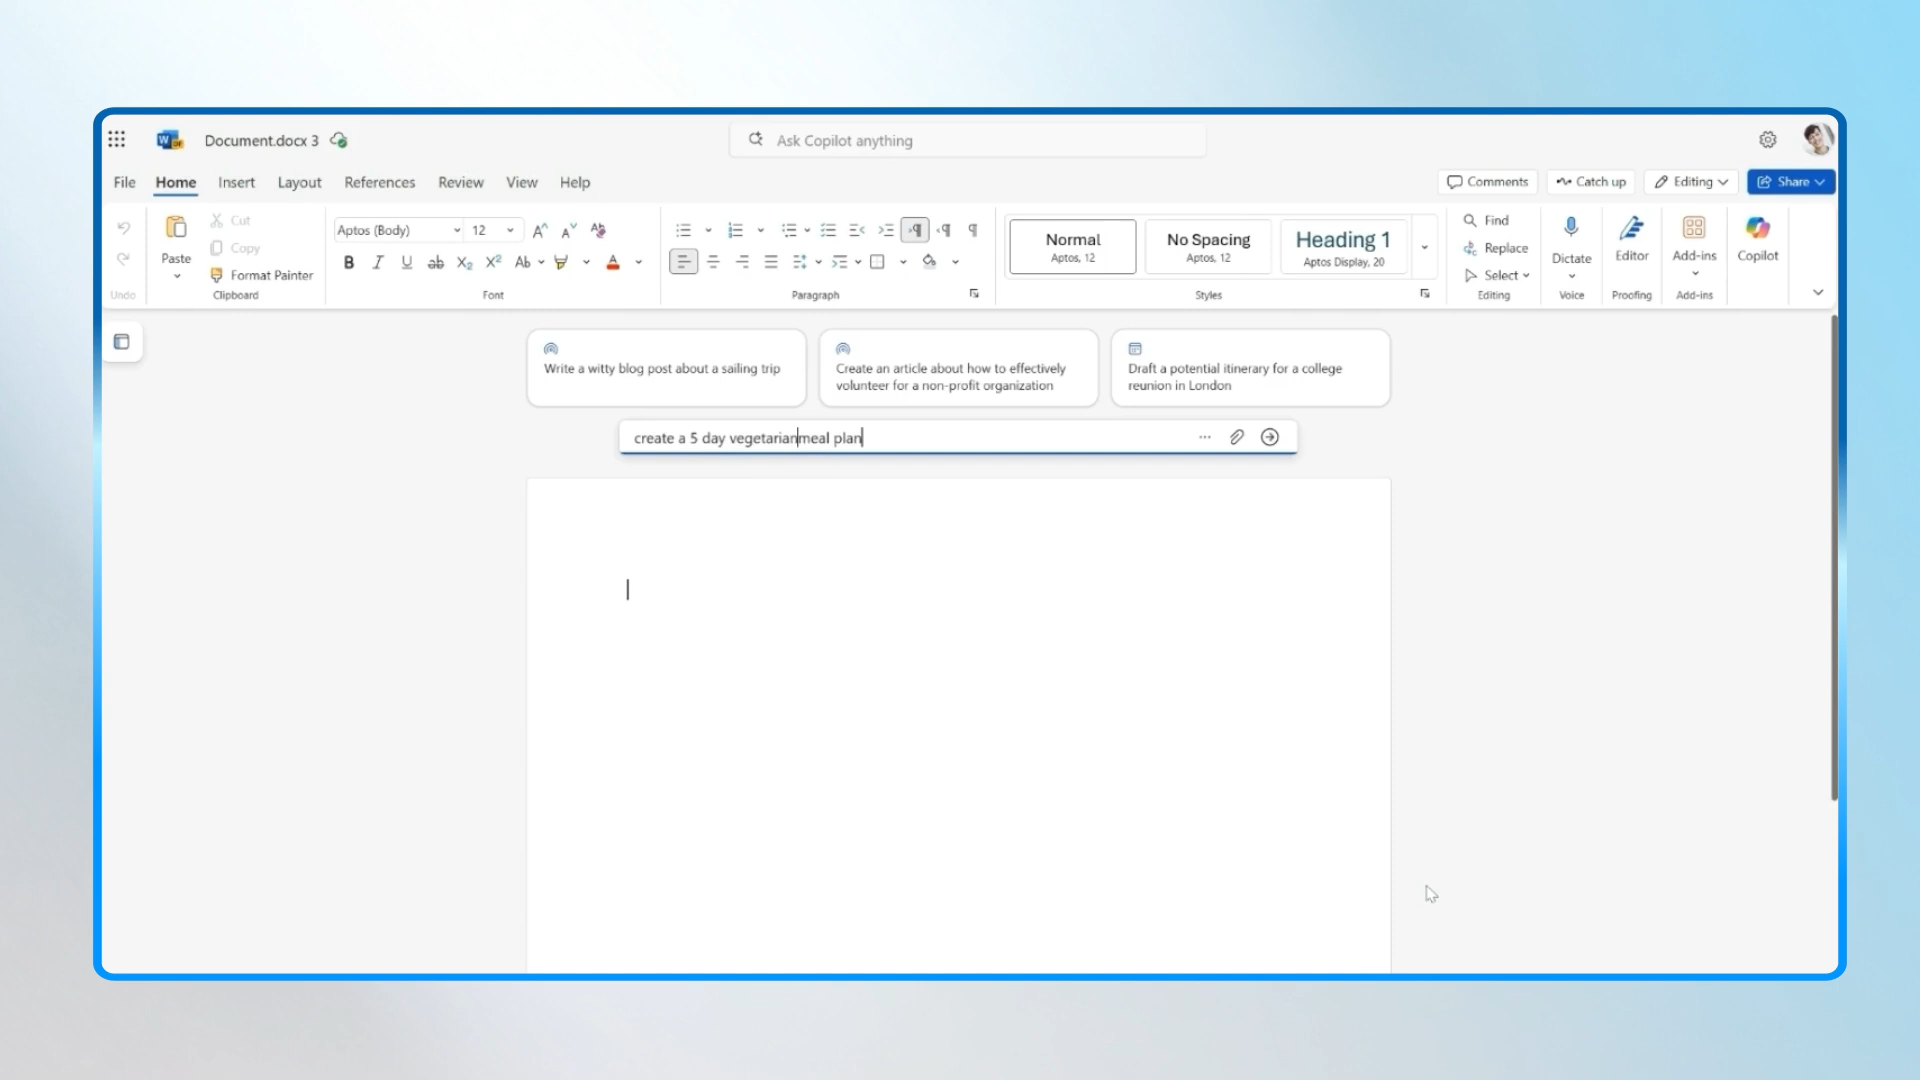 Document.docx 3
Ask Copilot anything
File Home Insert Layout References Review View Help
Comments Catch up Editing Share
Paste
Cut
Copy
Format Painter
Undo
Clipboard
Aptos (Body) 12
Font
Paragraph
Normal
Aptos, 12
No Spacing
Aptos, 12
Heading 1
Aptos Display, 20
Styles
Find
Replace
Select
Editing
Dictate
Voice
Editor
Proofing
Add-ins
Add-ins
Copilot
Write a witty blog post about a sailing trip
Create an article about how to effectively
volunteer for a non-profit organization
Draft a potential itinerary for a college
reunion in London
create a 5 day vegetarianmeal plan